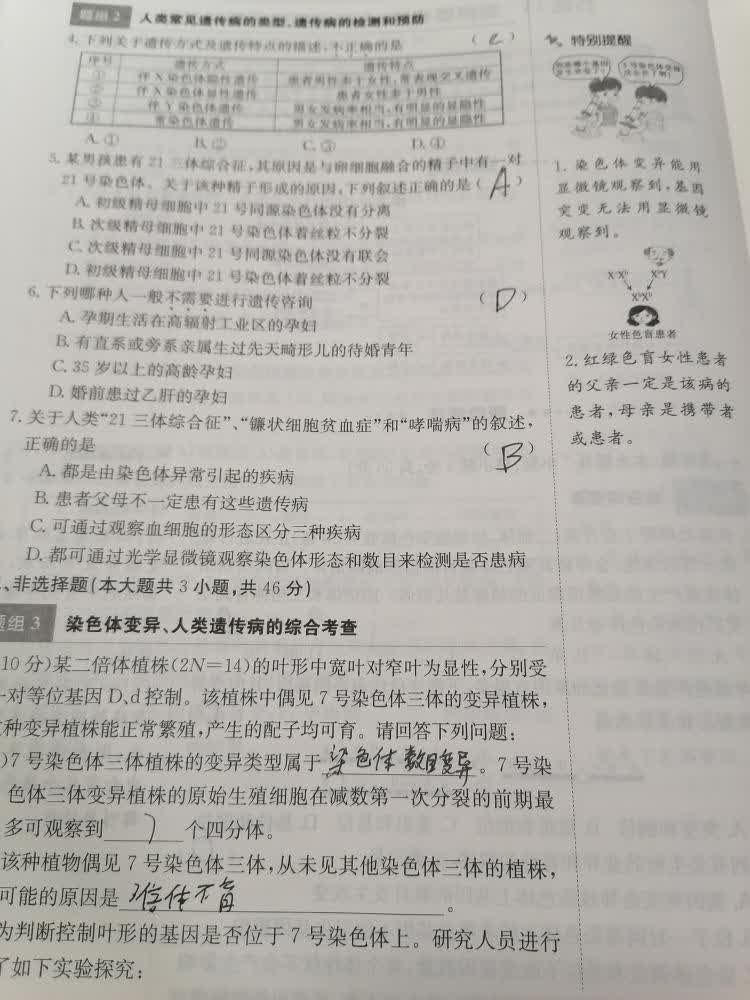 题组2 人类常见遗传病的类型、遗传病的检测和预防
4. 下列关于遗传方式及遗传特点的描述,不正确的是 ( C )
序号 遗传方式 遗传特点
① 伴X染色体隐性遗传 患者男性多于女性,常表现交叉遗传
② 伴X染色体显性遗传 患者女性多于男性
③ 伴Y染色体遗传 男女发病率相当,有明显的显隐性
④ 常染色体遗传 男女发病率相当,有明显的显隐性
A. ① B. ② C. ③ D. ④
5. 某男孩患有21三体综合征,其原因是与卵细胞融合的精子中有一对
21号染色体。关于该种精子形成的原因,下列叙述正确的是( A )
A. 初级精母细胞中21号同源染色体没有分离
B. 次级精母细胞中21号染色体着丝粒不分裂
C. 次级精母细胞中21号同源染色体没有联会
D. 初级精母细胞中21号染色体着丝粒不分裂
6. 下列哪种人一般不需要进行遗传咨询 ( D )
A. 孕期生活在高辐射工业区的孕妇
B. 有直系或旁系亲属生过先天畸形儿的待婚青年
C. 35岁以上的高龄孕妇
D. 婚前患过乙肝的孕妇
7. 关于人类“21三体综合征”、“镰状细胞贫血症”和“哮喘病”的叙述,
正确的是 ( B )
A. 都是由染色体异常引起的疾病
B. 患者父母不一定患有这些遗传病
C. 可通过观察血细胞的形态区分三种疾病
D. 都可通过光学显微镜观察染色体形态和数目来检测是否患病
、非选择题(本大题共3小题,共46分)
题组3 染色体变异、人类遗传病的综合考查
10分)某二倍体植株(2N=14)的叶形中宽叶对窄叶为显性,分别受
一对等位基因D、d控制。该植株中偶见7号染色体三体的变异植株,
这种变异植株能正常繁殖,产生的配子均可育。请回答下列问题:
)7号染色体三体植株的变异类型属于 染色体数目变异 。7号染
色体三体变异植株的原始生殖细胞在减数第一次分裂的前期最
多可观察到 7 个四分体。
该种植物偶见7号染色体三体,从未见其他染色体三体的植株,
可能的原因是 倍体不育 。
为判断控制叶形的基因是否位于7号染色体上。研究人员进行
了如下实验探究:
特别提醒
1. 染色体变异能用
显微镜观察到,基因
突变无法用显微镜
观察到。
女性色盲患者
2. 红绿色盲女性患者
的父亲一定是该病的
患者,母亲是携带者
或患者。